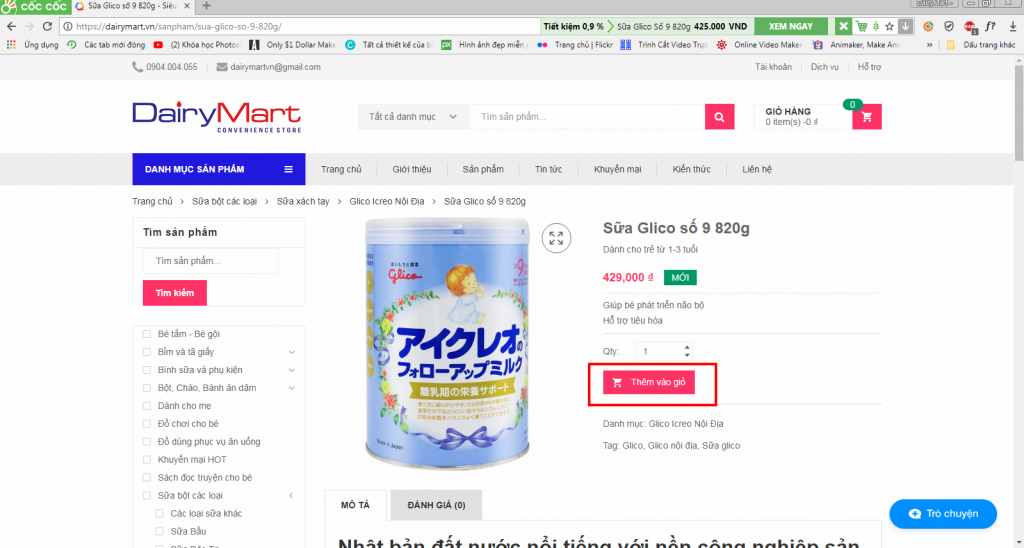 cốc cốc
Sữa Glico Số 9 820g - Siêu
DairyMart -
https://dairymart.vn/sanpham/sua-glico-so-9-820g/
Tiết kiệm 0,9 %
Sữa Glico Số 9 820g 425.000 VND
XEM NGAY
Ứng dụng
Các tab mới đóng
(2) Khóa học Photos
Only $1 Dollar Make
Tất cả thiết kế của b
Hình ảnh đẹp miễn
Trang chủ | Flickr
Trình Cắt Video Trực
Online Video Maker
Animaker, Make Ani
»
Dấu trang khác
0904.004.055
dairymartvn@gmail.com
Tài khoản
Dịch vụ
Hỗ trợ
DairyMart
CONVENIENCE STORE
Tất cả danh mục
Tìm sản phẩm...
GIỎ HÀNG
0 item(s) -0 ₫
0
DANH MỤC SẢN PHẨM
Trang chủ
Giới thiệu
Sản phẩm
Tin tức
Khuyến mại
Kiến thức
Liên hệ
Trang chủ > Sữa bột các loại > Sữa xách tay > Glico Icreo Nội Địa > Sữa Glico số 9 820g
Tìm sản phẩm
Tìm sản phẩm...
Tìm kiếm
Bé tắm - Bé gội
Bỉm và tã giấy
Bình sữa và phụ kiện
Bột, Cháo, Bánh ăn dặm
Dành cho mẹ
Đồ chơi cho bé
Đồ dùng phục vụ ăn uống
Khuyến mại HOT
Sách đọc truyện cho bé
Sữa bột các loại
Các loại sữa khác
Sữa Bầu
glico
アイクレオの
フォローアップミルク
離乳期の栄養サポート
Made in Japan
Sữa Glico số 9 820g
Dành cho trẻ từ 1-3 tuổi
429,000 ₫
MỚI
Giúp bé phát triển não bộ
Hỗ trợ tiêu hóa
Qty:
1
Thêm vào giỏ
Danh mục: Glico Icreo Nội Địa
Tag: Glico, Glico nội địa, Sữa glico
MÔ TẢ
ĐÁNH GIÁ (0)
Nhật bản đất nước nổi tiếng với nền công nghiệp sản
Trò chuyện